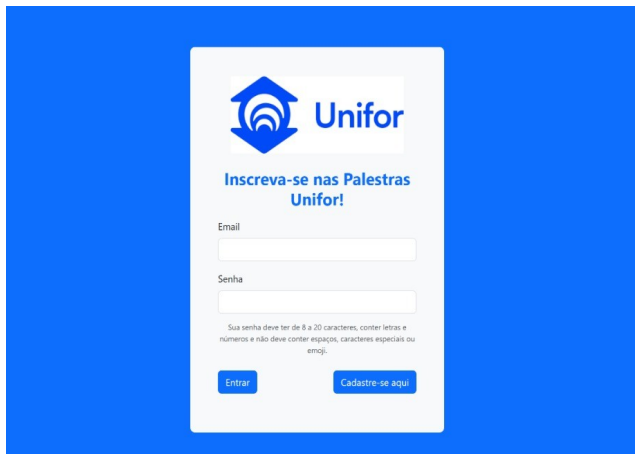 Unifor
Inscreva-se nas Palestras
Unifor!
Email
Senha
Sua senha deve ter de 8 a 20 caracteres, conter letras e
números e não deve conter espaços, caracteres especiais ou
emoji.
Entrar
Cadastre-se aqui